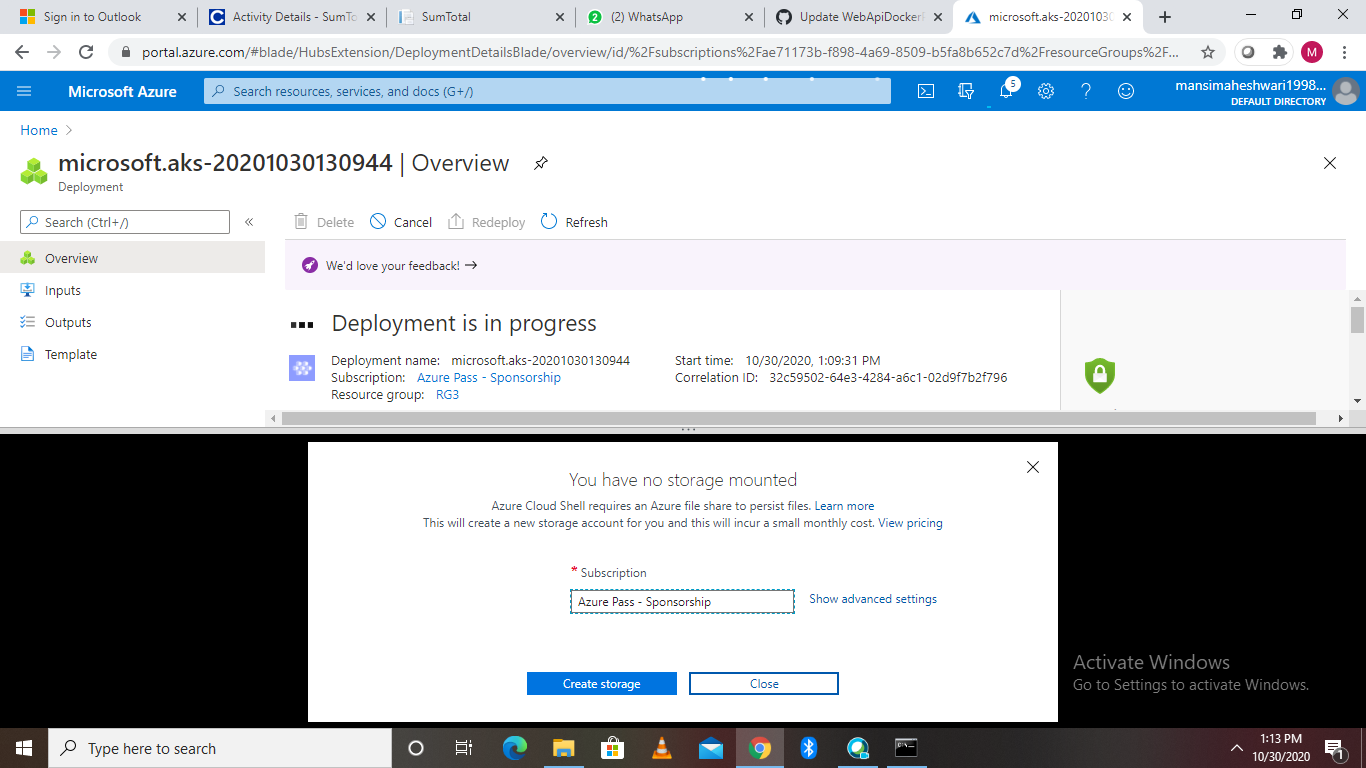 Sign in to Outlook
Activity Details - SumTo
SumTotal
2 (2) WhatsApp
Update WebApiDocker
microsoft.aks-20201030
portal.azure.com/#blade/HubsExtension/DeploymentDetailsBlade/overview/id/%2Fsubscriptions%2Fae71173b-f898-4a69-8509-b5fa8b652c7d%2FresourceGroups%2F...
M
Microsoft Azure
Search resources, services, and docs (G+/)
5
mansimaheshwari1998...
DEFAULT DIRECTORY
Home
microsoft.aks-20201030130944 | Overview
Deployment
Search (Ctrl+/)
«
Delete
Cancel
Redeploy
Refresh
Overview
Inputs
Outputs
Template
We'd love your feedback! →
Deployment is in progress
Deployment name: microsoft.aks-20201030130944
Subscription: Azure Pass - Sponsorship
Resource group: RG3
Start time: 10/30/2020, 1:09:31 PM
Correlation ID: 32c59502-64e3-4284-a6c1-02d9f7b2f796
You have no storage mounted
Azure Cloud Shell requires an Azure file share to persist files. Learn more
This will create a new storage account for you and this will incur a small monthly cost. View pricing
* Subscription
Azure Pass - Sponsorship
Show advanced settings
Create storage
Close
Activate Windows
Go to Settings to activate Windows.
Type here to search
1:13 PM
10/30/2020
1